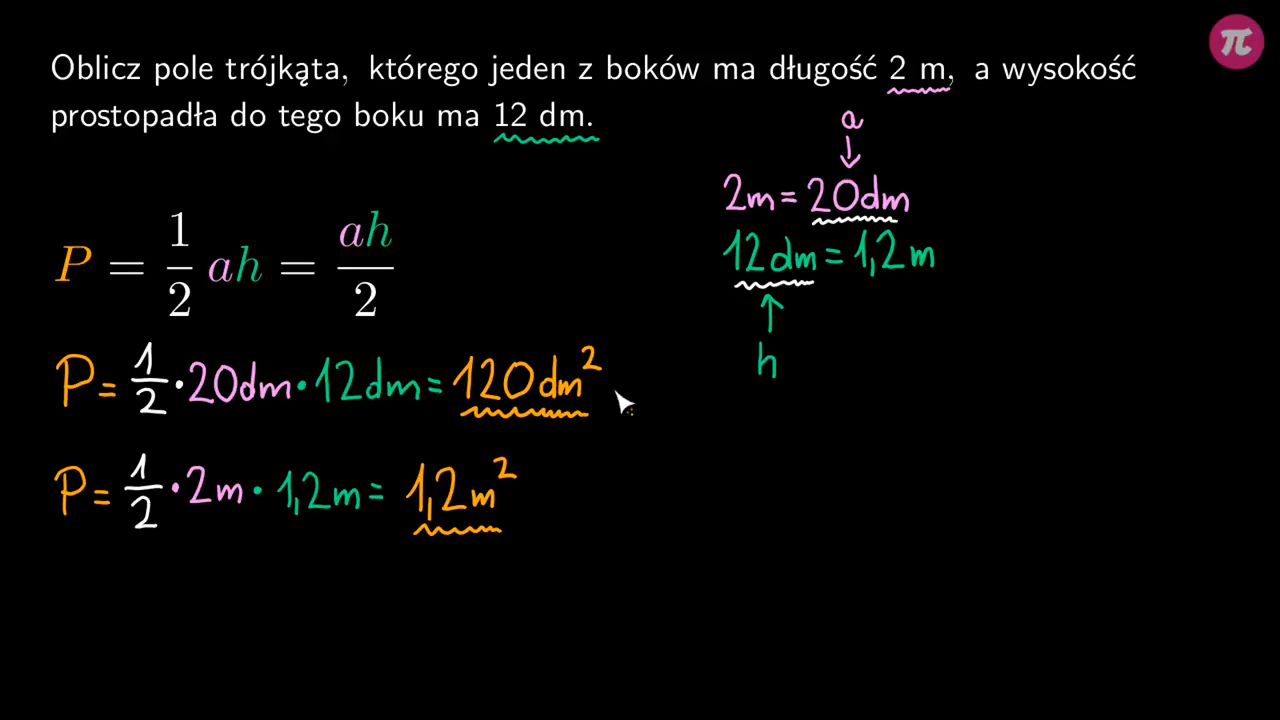 Oblicz pole trójkąta, którego jeden z boków ma długość 2 m, a wysokość
prostopadła do tego boku ma 12 dm.
a
2m = 20dm
12dm = 1,2m
h
P = 1/2 ah = ah/2
P = 1/2 · 20dm · 12dm = 120dm²
P = 1/2 · 2m · 1,2m = 1,2m²
π